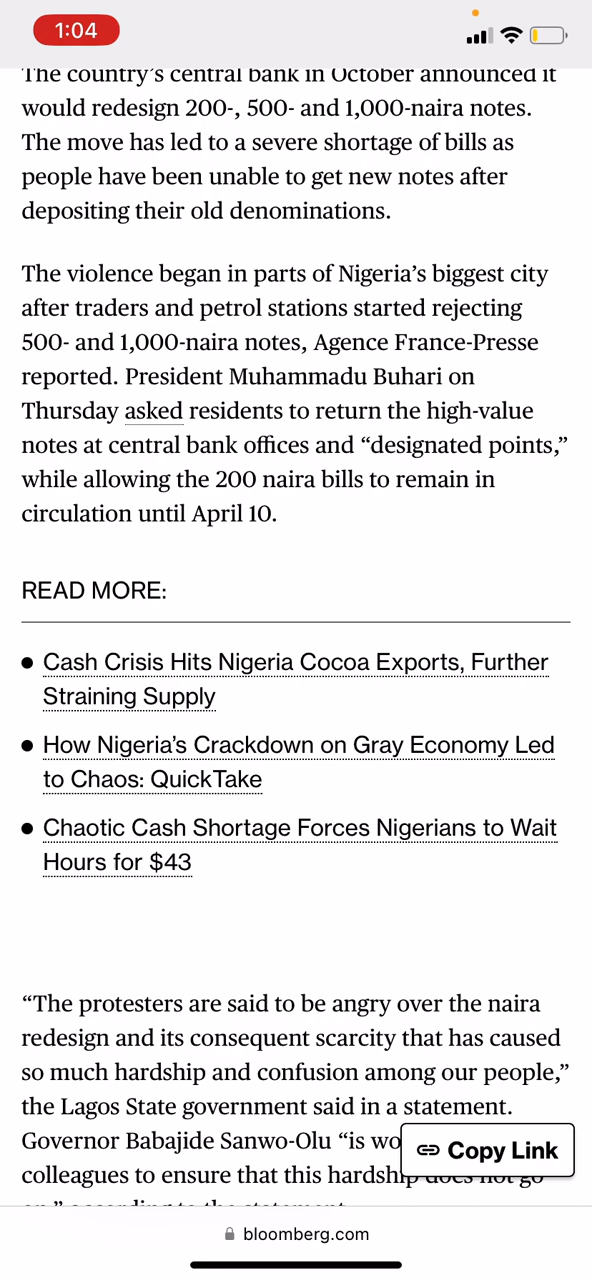 1:04
The country's central bank in October announced it
would redesign 200-, 500- and 1,000-naira notes.
The move has led to a severe shortage of bills as
people have been unable to get new notes after
depositing their old denominations.
The violence began in parts of Nigeria's biggest city
after traders and petrol stations started rejecting
500- and 1,000-naira notes, Agence France-Presse
reported. President Muhammadu Buhari on
Thursday asked residents to return the high-value
notes at central bank offices and “designated points,”
while allowing the 200 naira bills to remain in
circulation until April 10.
READ MORE:
Cash Crisis Hits Nigeria Cocoa Exports, Further
Straining Supply
How Nigeria's Crackdown on Gray Economy Led
to Chaos: QuickTake
Chaotic Cash Shortage Forces Nigerians to Wait
Hours for $43
“The protesters are said to be angry over the naira
redesign and its consequent scarcity that has caused
so much hardship and confusion among our people,”
the Lagos State government said in a statement.
Governor Babajide Sanwo-Olu “is wo
Copy Link
colleagues to ensure that this hardship does not go
on,” according to the statement.
bloomberg.com